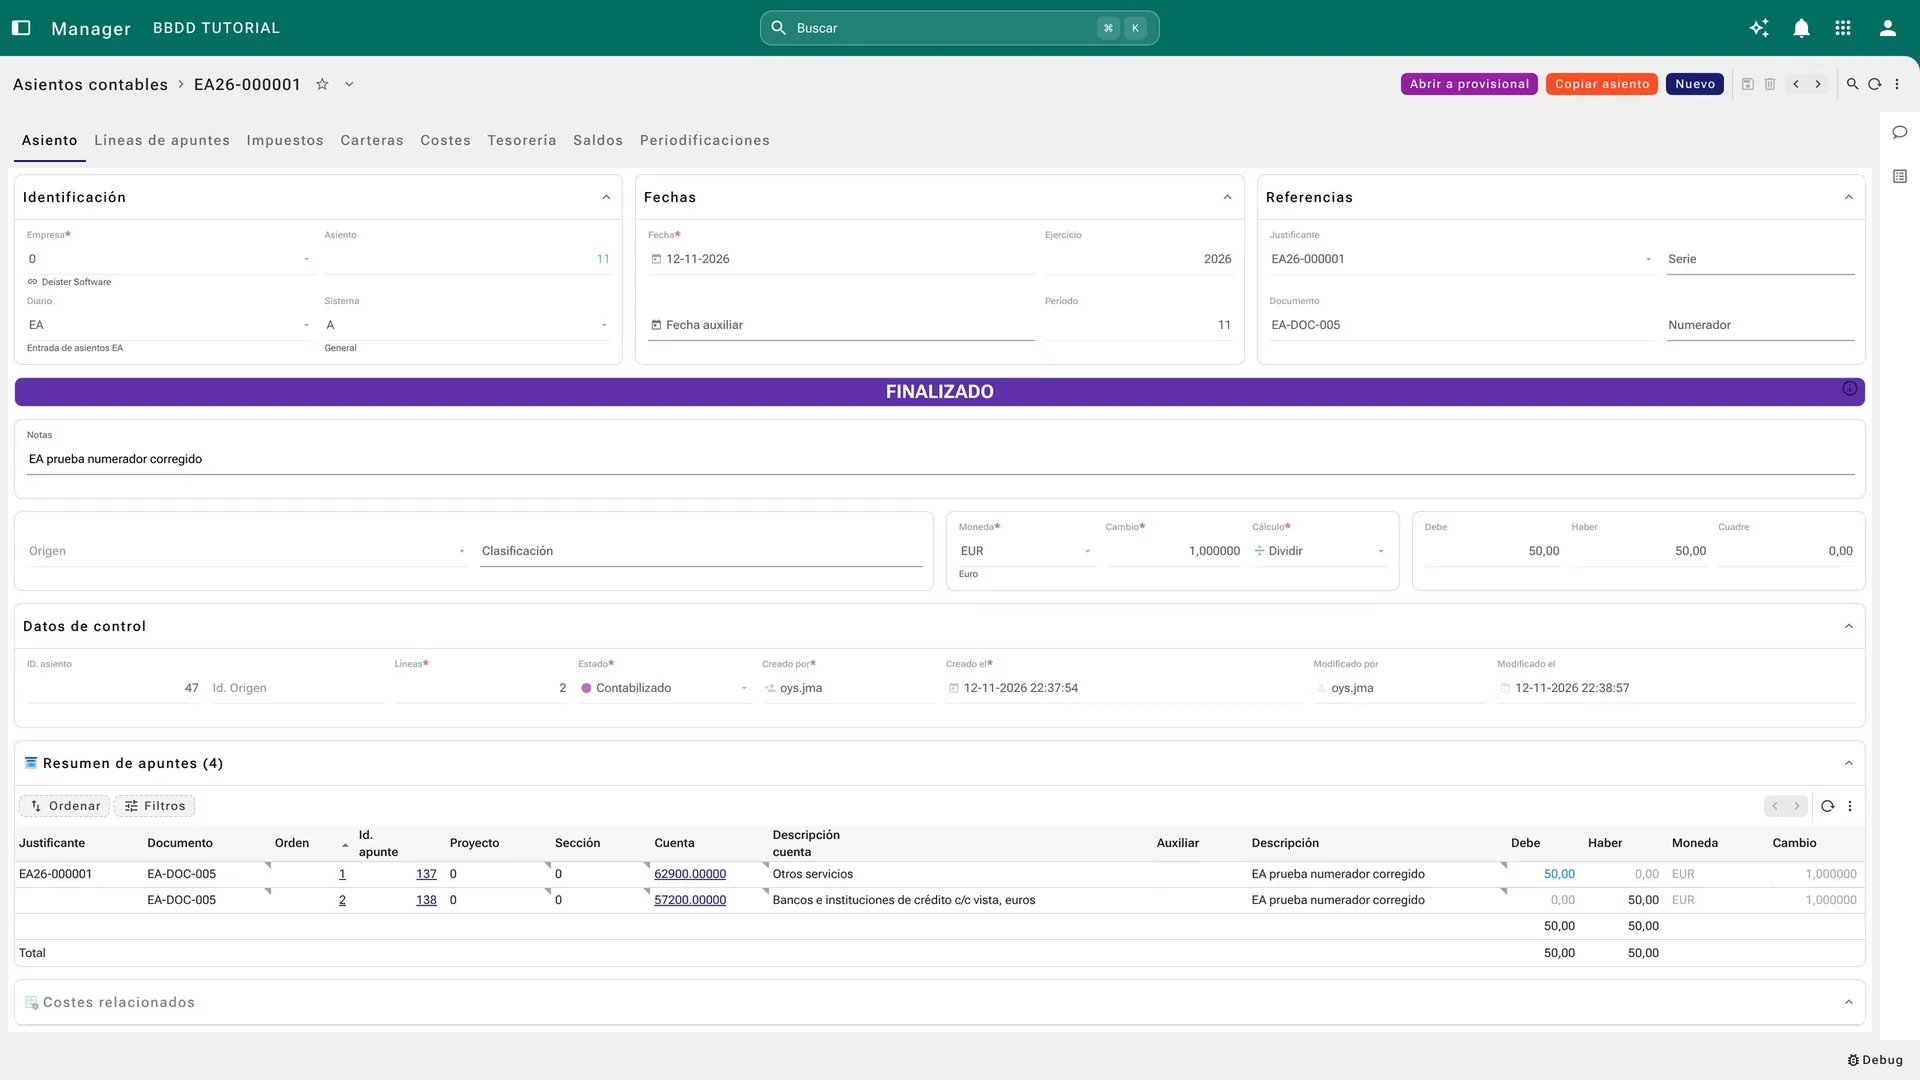 Manager BBDD TUTORIAL Buscar ⌘ K
Asientos contables > EA26-000001 Abrir a provisional Copiar asiento Nuevo
Asiento Líneas de apuntes Impuestos Carteras Costes Tesorería Saldos Periodificaciones
Identificación
Empresa* Asiento
0 11
Deister Software
Diario Sistema
EA A
Entrada de asientos EA General
Fechas
Fecha* Ejercicio
12-11-2026 2026
Período
Fecha auxiliar 11
Referencias
Justificante
EA26-000001 Serie
Documento
EA-DOC-005 Numerador
FINALIZADO
Notas
EA prueba numerador corregido
Origen Clasificación
Moneda* Cambio* Cálculo*
EUR 1,000000 ÷ Dividir
Euro
Debe Haber Cuadre
50,00 50,00 0,00
Datos de control
ID. asiento Líneas* Estado* Creado por* Creado el* Modificado por Modificado el
47 Id. Origen 2 Contabilizado oys.jma 12-11-2026 22:37:54 oys.jma 12-11-2026 22:38:57
Resumen de apuntes (4)
Ordenar Filtros
Justificante Documento Orden Id. apunte Proyecto Sección Cuenta Descripción cuenta Auxiliar Descripción Debe Haber Moneda Cambio
EA26-000001 EA-DOC-005 1 137 0 0 62900.00000 Otros servicios EA prueba numerador corregido 50,00 0,00 EUR 1,000000
EA-DOC-005 2 138 0 0 57200.00000 Bancos e instituciones de crédito c/c vista, euros EA prueba numerador corregido 0,00 50,00 EUR 1,000000
50,00 50,00
Total 50,00 50,00
Costes relacionados
Debug